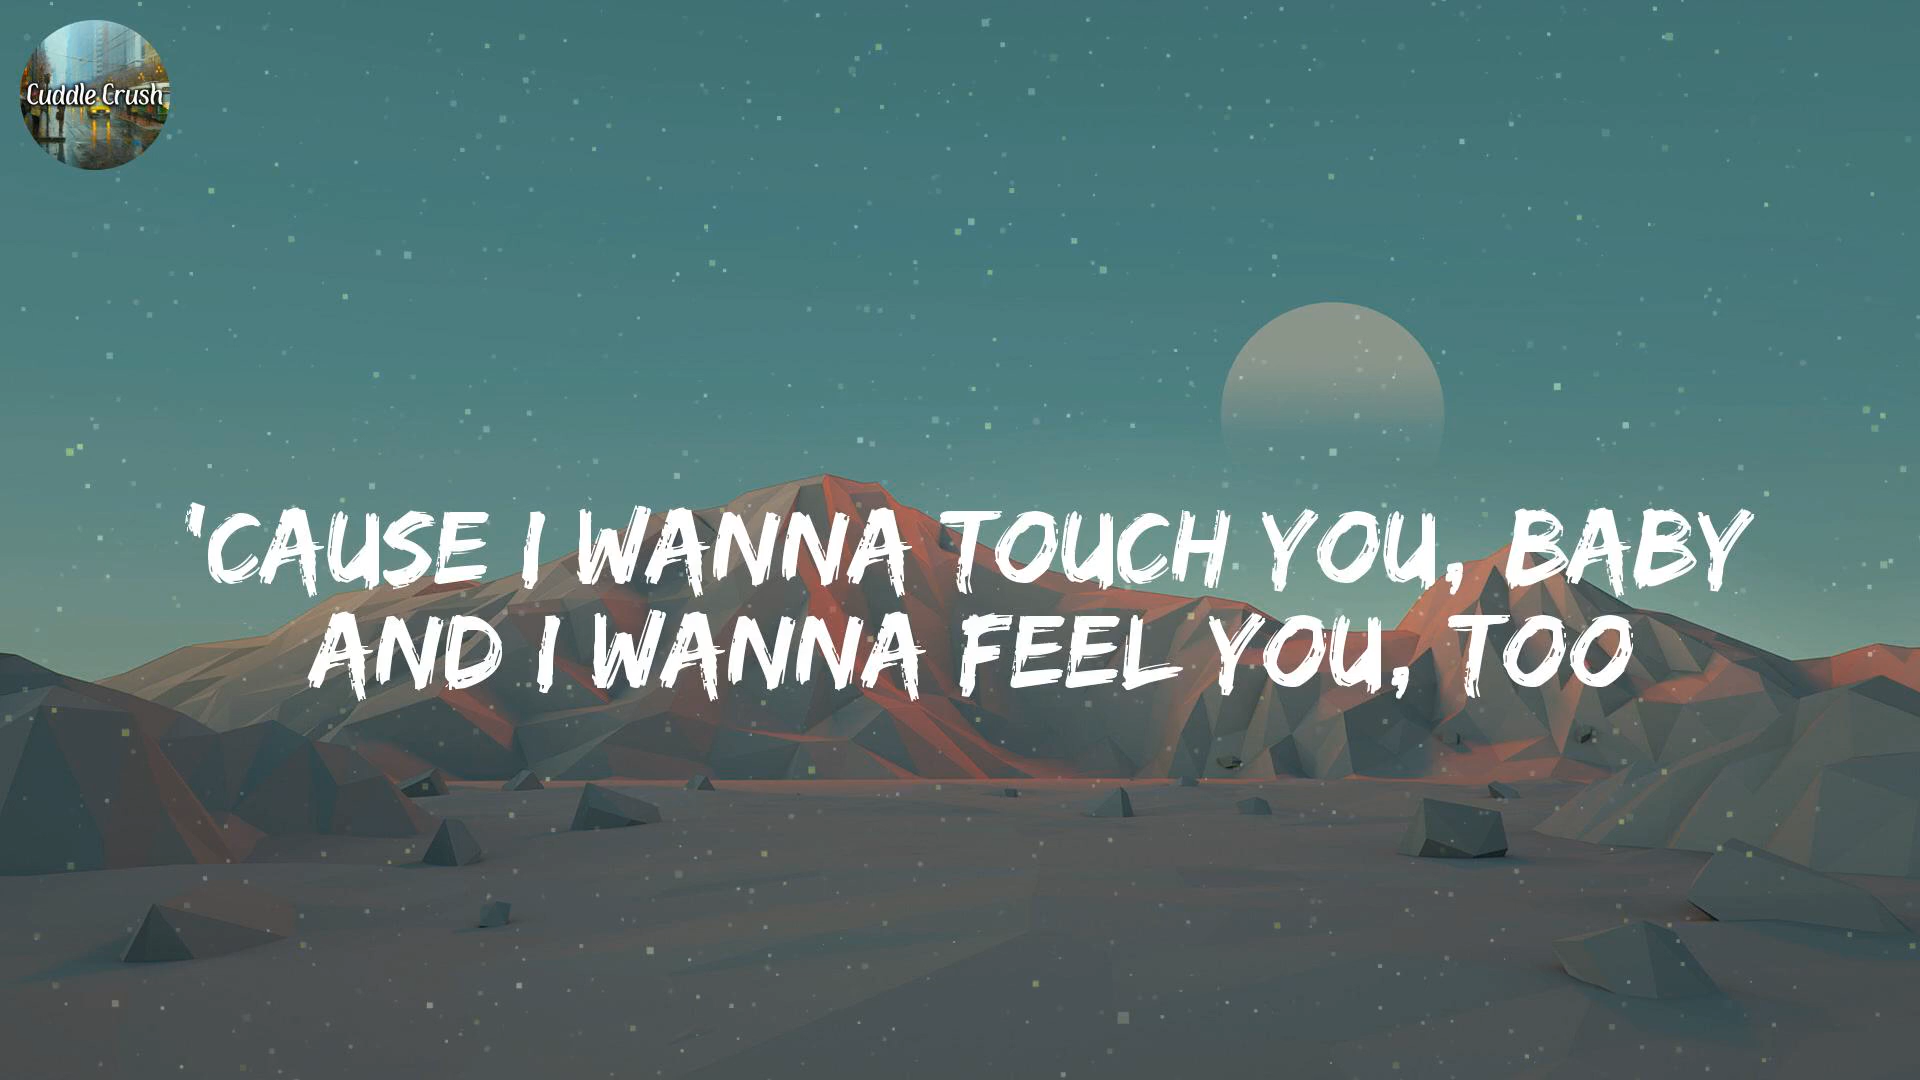 Cuddle Crush
'CAUSE I WANNA TOUCH YOU, BABY
AND I WANNA FEEL YOU, TOO